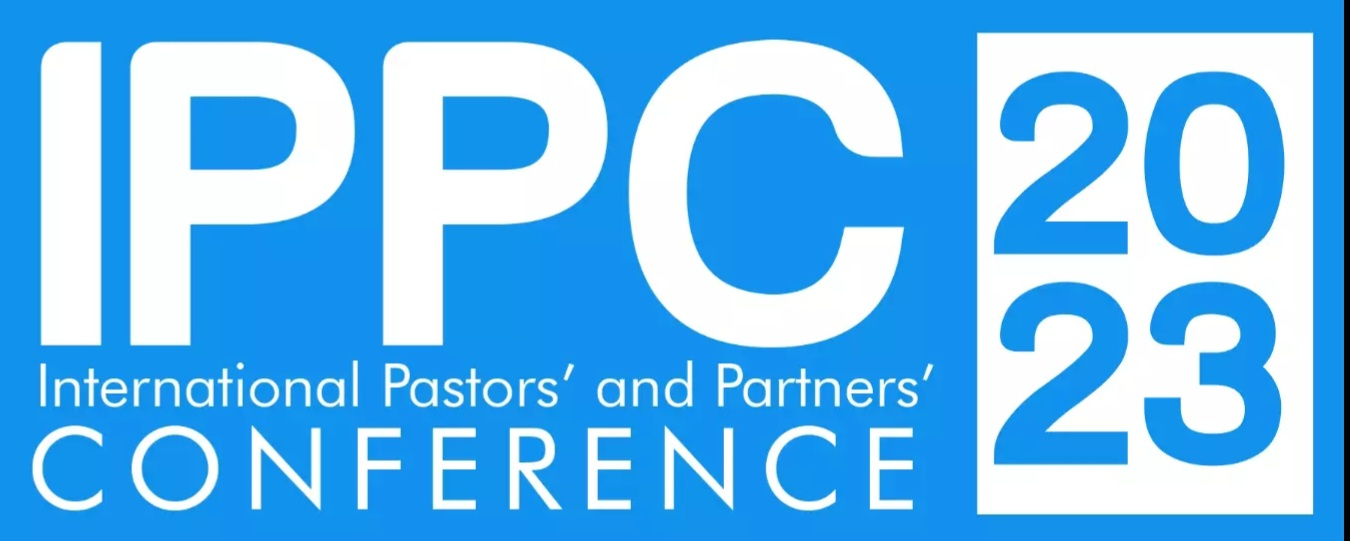 IPPC
International Pastors’ and Partners’
CONFERENCE
20
23